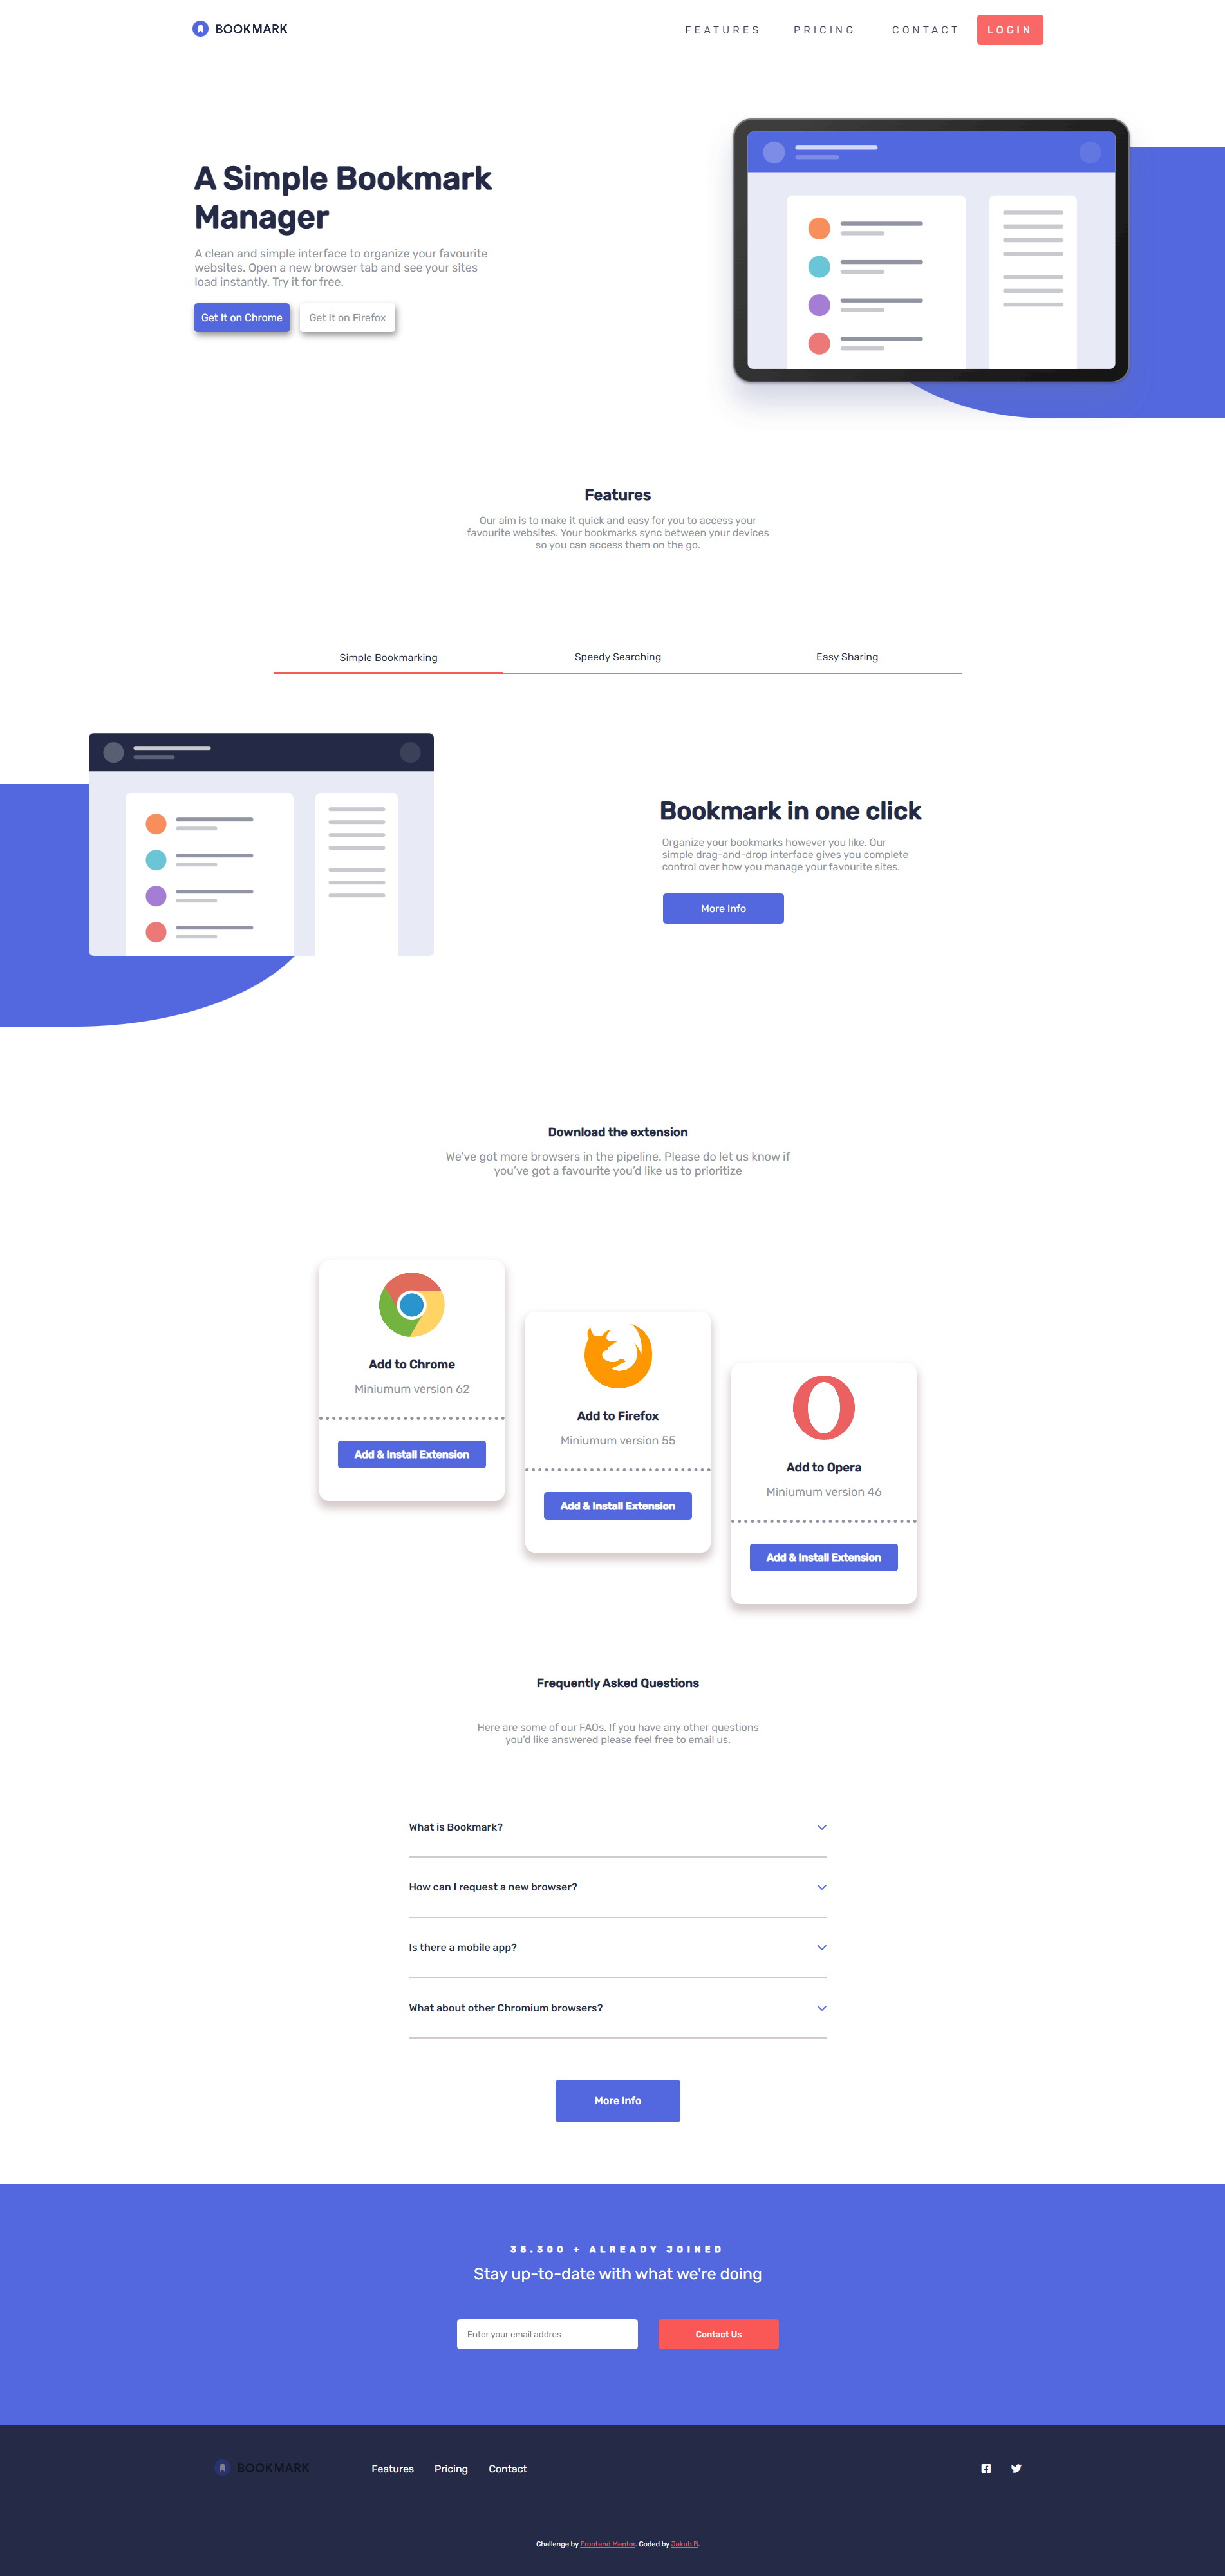 BOOKMARK
FEATURES PRICING CONTACT LOGIN
A Simple Bookmark
Manager
A clean and simple interface to organize your favourite
websites. Open a new browser tab and see your sites
load instantly. Try it for free.
Get It on Chrome Get It on Firefox
Features
Our aim is to make it quick and easy for you to access your
favourite websites. Your bookmarks sync between your devices
so you can access them on the go.
Simple Bookmarking Speedy Searching Easy Sharing
Bookmark in one click
Organize your bookmarks however you like. Our
simple drag-and-drop interface gives you complete
control over how you manage your favourite sites.
More Info
Download the extension
We've got more browsers in the pipeline. Please do let us know if
you've got a favourite you'd like us to prioritize
Add to Chrome
Miniumum version 62
Add & Install Extension
Add to Firefox
Miniumum version 55
Add & Install Extension
Add to Opera
Miniumum version 46
Add & Install Extension
Frequently Asked Questions
Here are some of our FAQs. If you have any other questions
you'd like answered please feel free to email us.
What is Bookmark?
How can I request a new browser?
Is there a mobile app?
What about other Chromium browsers?
More Info
35.300 + ALREADY JOINED
Stay up-to-date with what we're doing
Enter your email addres Contact Us
BOOKMARK Features Pricing Contact
Challenge by Frontend Mentor. Coded by Jakub B.